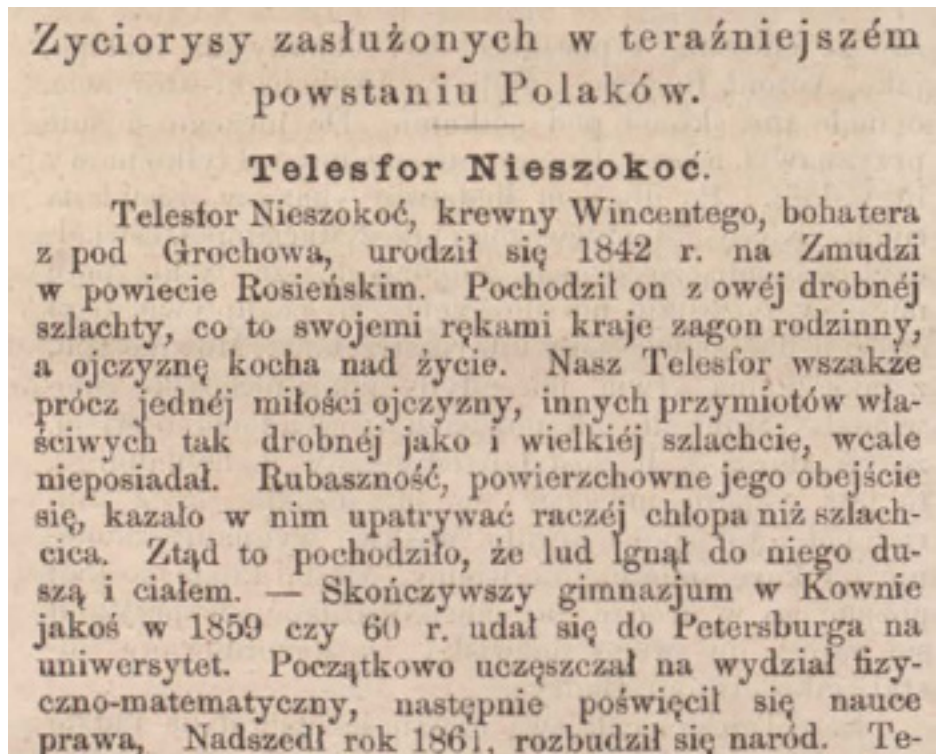 Zyciorysy zasłużonych w teraźniejszém
powstaniu Polaków.
Telesfor Nieszokoć.
Telesfor Nieszokoć, krewny Wincentego, bohatera
z pod Grochowa, urodził się 1842 r. na Zmudzi
w powiecie Rosieńskim. Pochodził on z owéj drobnéj
szlachty, co to swojemi rękami kraje zagon rodzinny,
a ojczyznę kocha nad życie. Nasz Telesfor wszakże
prócz jednéj miłości ojczyzny, innych przymiotów wła-
ściwych tak drobnéj jako i wielkiéj szlachcie, wcale
nieposiadał. Rubaszność, powierzchowne jego obejście
się, kazało w nim upatrywać raczéj chłopa niż szlach-
cica. Ztąd to pochodziło, że lud lgnął do niego du-
szą i ciałem. — Skończywszy gimnazjum w Kownie
jakoś w 1859 czy 60 r. udał się do Petersburga na
uniwersytet. Początkowo uczęszczał na wydział fizy-
czno-matematyczny, następnie poświęcił się nauce
prawa, Nadszedł rok 1861, rozbudził się naród. Te-